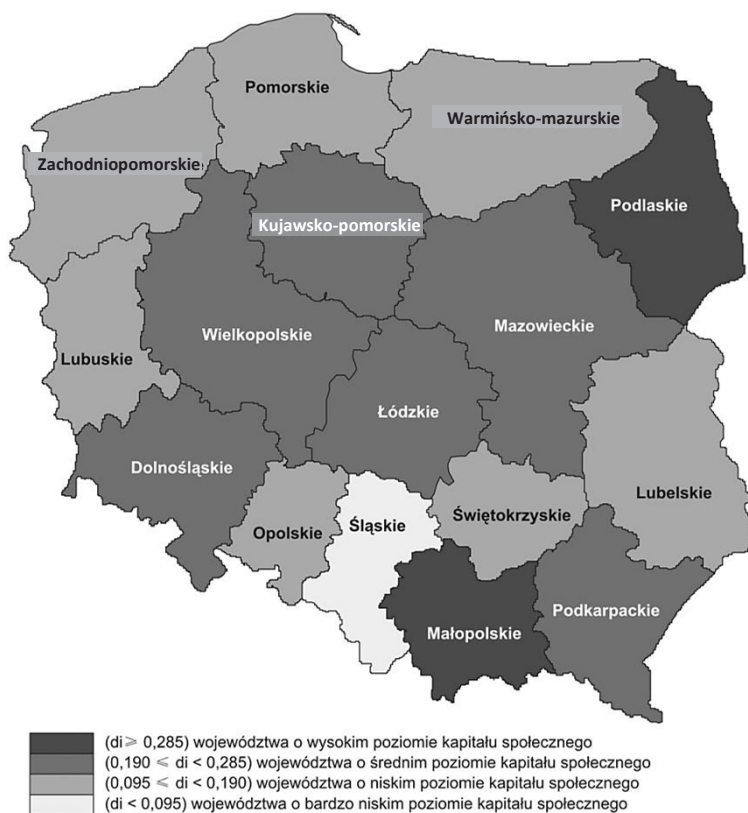 Pomorskie
Warmińsko-mazurskie
Zachodniopomorskie
Podlaskie
Kujawsko-pomorskie
Mazowieckie
Wielkopolskie
Lubuskie
Łódzkie
Dolnośląskie
Lubelskie
Opolskie
Śląskie
Świętokrzyskie
Podkarpackie
Małopolskie
(di ⩾ 0,285) województwa o wysokim poziomie kapitału społecznego
(0,190 ⩽ di < 0,285) województwa o średnim poziomie kapitału społecznego
(0,095 ⩽ di < 0,190) województwa o niskim poziomie kapitału społecznego
(di < 0,095) województwa o bardzo niskim poziomie kapitału społecznego